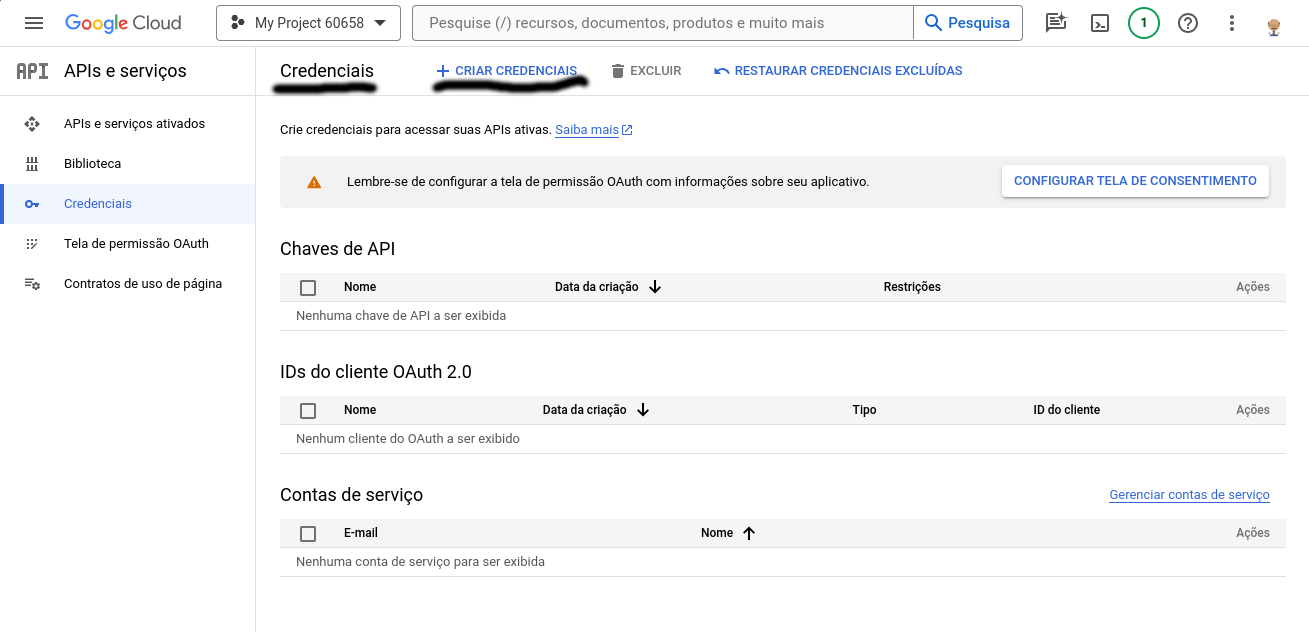 Google Cloud My Project 60658 Pesquise (/) recursos, documentos, produtos e muito mais Pesquisa 1
API APIs e serviços
Credenciais CRIAR CREDENCIAIS EXCLUIR RESTAURAR CREDENCIAIS EXCLUÍDAS
APIs e serviços ativados
Biblioteca
Credenciais
Tela de permissão OAuth
Contratos de uso de página
Crie credenciais para acessar suas APIs ativas. Saiba mais
Lembre-se de configurar a tela de permissão OAuth com informações sobre seu aplicativo. CONFIGURAR TELA DE CONSENTIMENTO
Chaves de API
Nome Data da criação Restrições Ações
Nenhuma chave de API a ser exibida
IDs do cliente OAuth 2.0
Nome Data da criação Tipo ID do cliente Ações
Nenhum cliente do OAuth a ser exibido
Contas de serviço Gerenciar contas de serviço
E-mail Nome Ações
Nenhuma conta de serviço para ser exibida